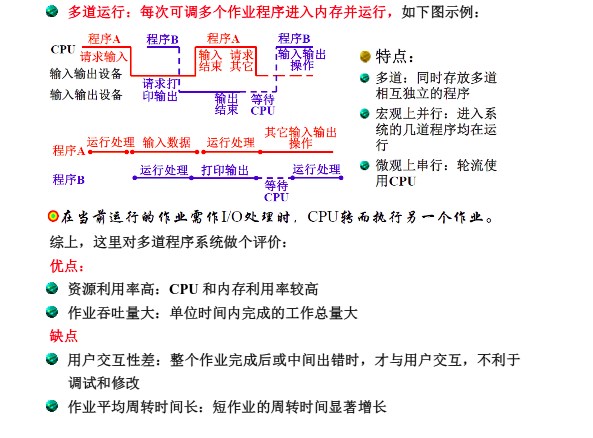 多道运行：每次可调多个作业程序进入内存并运行，如下图示例：
程序A 程序B 程序A 程序B
CPU
请求输入 输入结束 请求其它 输入输出操作
输入输出设备
输入输出设备
请求打印输出
输出结束 等待CPU
特点：
多道：同时存放多道
相互独立的程序
宏观上并行：进入系
统的几道程序均在运
行
微观上串行：轮流使
用CPU
运行处理 输入数据 运行处理 其它输入输出操作
程序A
运行处理 打印输出 运行处理
程序B
等待
CPU
在当前运行的作业需作I/O处理时，CPU转而执行另一个作业。
综上，这里对多道程序系统做个评价：
优点：
资源利用率高：CPU 和内存利用率较高
作业吞吐量大：单位时间内完成的工作总量大
缺点
用户交互性差：整个作业完成后或中间出错时，才与用户交互，不利于
调试和修改
作业平均周转时间长：短作业的周转时间显著增长